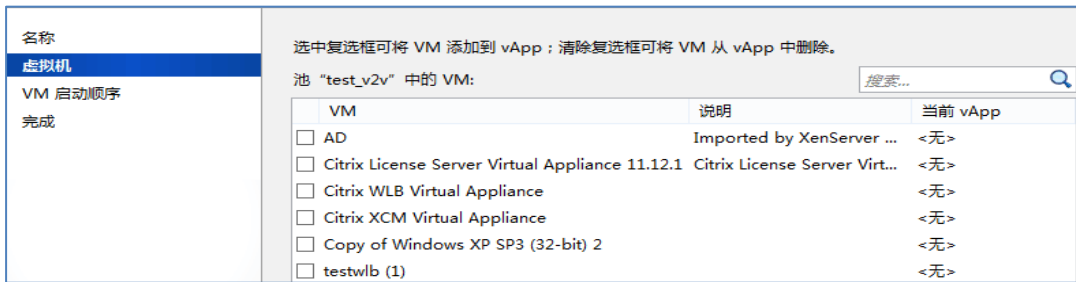 名称
虚拟机
VM 启动顺序
完成
选中复选框可将 VM 添加到 vApp；清除复选框可将 VM 从 vApp 中删除。
池“test_v2v”中的 VM:
搜索...
VM 说明 当前 vApp
AD Imported by XenServer ... <无>
Citrix License Server Virtual Appliance 11.12.1 Citrix License Server Virt... <无>
Citrix WLB Virtual Appliance <无>
Citrix XCM Virtual Appliance <无>
Copy of Windows XP SP3 (32-bit) 2 <无>
testwlb (1) <无>